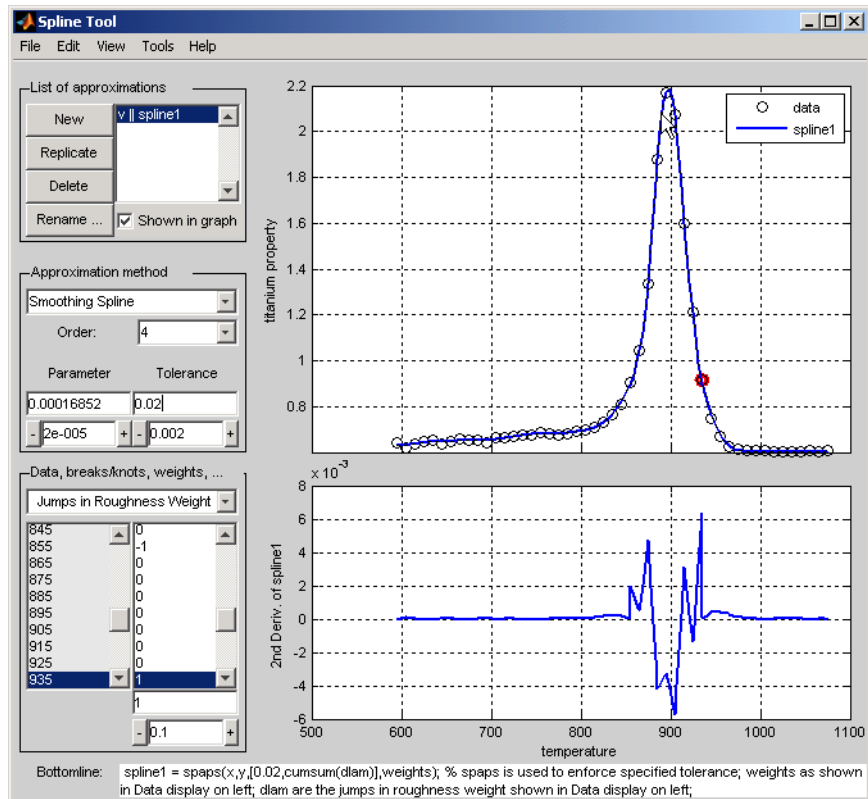 Spline Tool
File Edit View Tools Help
List of approximations
New
Replicate
Delete
Rename ...
v || spline1
Shown in graph
Approximation method
Smoothing Spline
Order: 4
Parameter Tolerance
0.00016852 0.02
- 2e-005 + - 0.002 +
Data, breaks/knots, weights, ...
Jumps in Roughness Weight
845 0
855 -1
865 0
875 0
885 0
895 0
905 0
915 0
925 0
935 1
1
- 0.1 +
2.2
2
1.8
1.6
1.4
1.2
1
0.8
titanium property
data
spline1
x 10^-3
8
6
4
2
0
-2
-4
-6
2nd Deriv. of spline1
500 600 700 800 900 1000 1100
temperature
Bottomline: spline1 = spaps(x,y,[0.02,cumsum(dlam)],weights); % spaps is used to enforce specified tolerance; weights as shown
in Data display on left; dlam are the jumps in roughness weight shown in Data display on left;